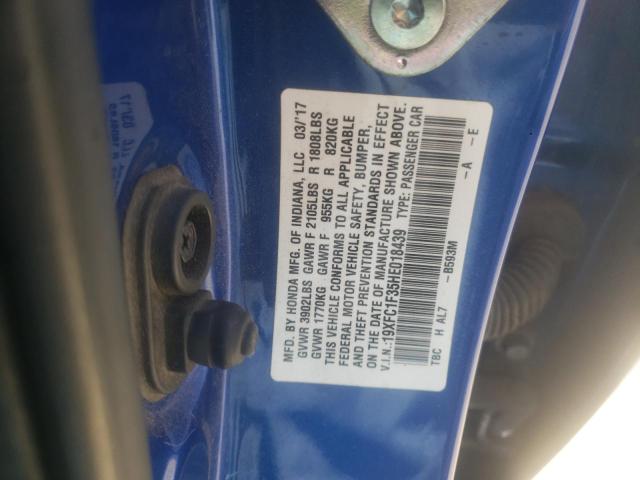 MFD. BY HONDA MFG. OF INDIANA, LLC 03/'17
GVWR 3902LBS GAWR F 2105LBS R 1808LBS
GVWR 1770KG GAWR F 955KG R 820KG
THIS VEHICLE CONFORMS TO ALL APPLICABLE
FEDERAL MOTOR VEHICLE SAFETY, BUMPER,
AND THEFT PREVENTION STANDARDS IN EFFECT
ON THE DATE OF MANUFACTURE SHOWN ABOVE.
V.I.N.:19XFC1F35HE018439 TYPE: PASSENGER CAR
TBC H AL7 -B593M -A -E